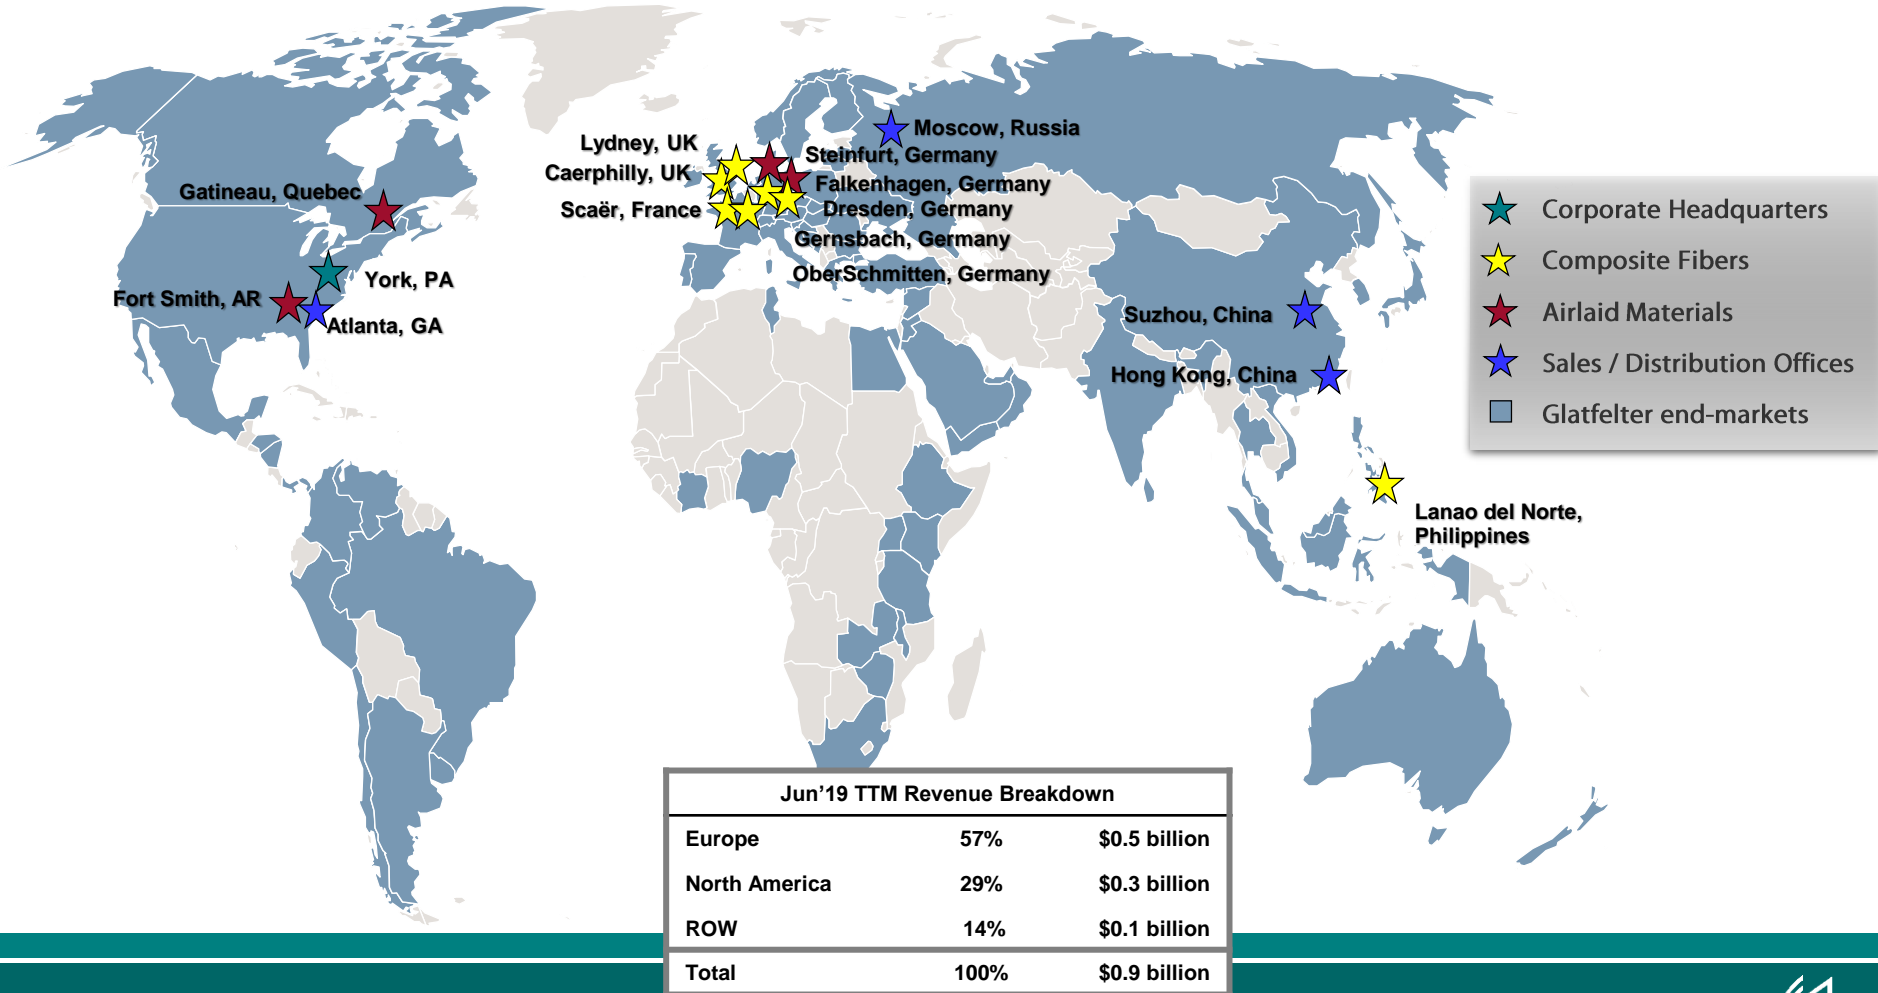 Lydney, UK
Caerphilly, UK
Scaër, France
Moscow, Russia
Steinfurt, Germany
Falkenhagen, Germany
Dresden, Germany
Gernsbach, Germany
OberSchmitten, Germany
Gatineau, Quebec
York, PA
Fort Smith, AR
Atlanta, GA
Suzhou, China
Hong Kong, China
Lanao del Norte,
Philippines
Corporate Headquarters
Composite Fibers
Airlaid Materials
Sales / Distribution Offices
Glatfelter end-markets
Jun’19 TTM Revenue Breakdown
Europe 57% $0.5 billion
North America 29% $0.3 billion
ROW 14% $0.1 billion
Total 100% $0.9 billion